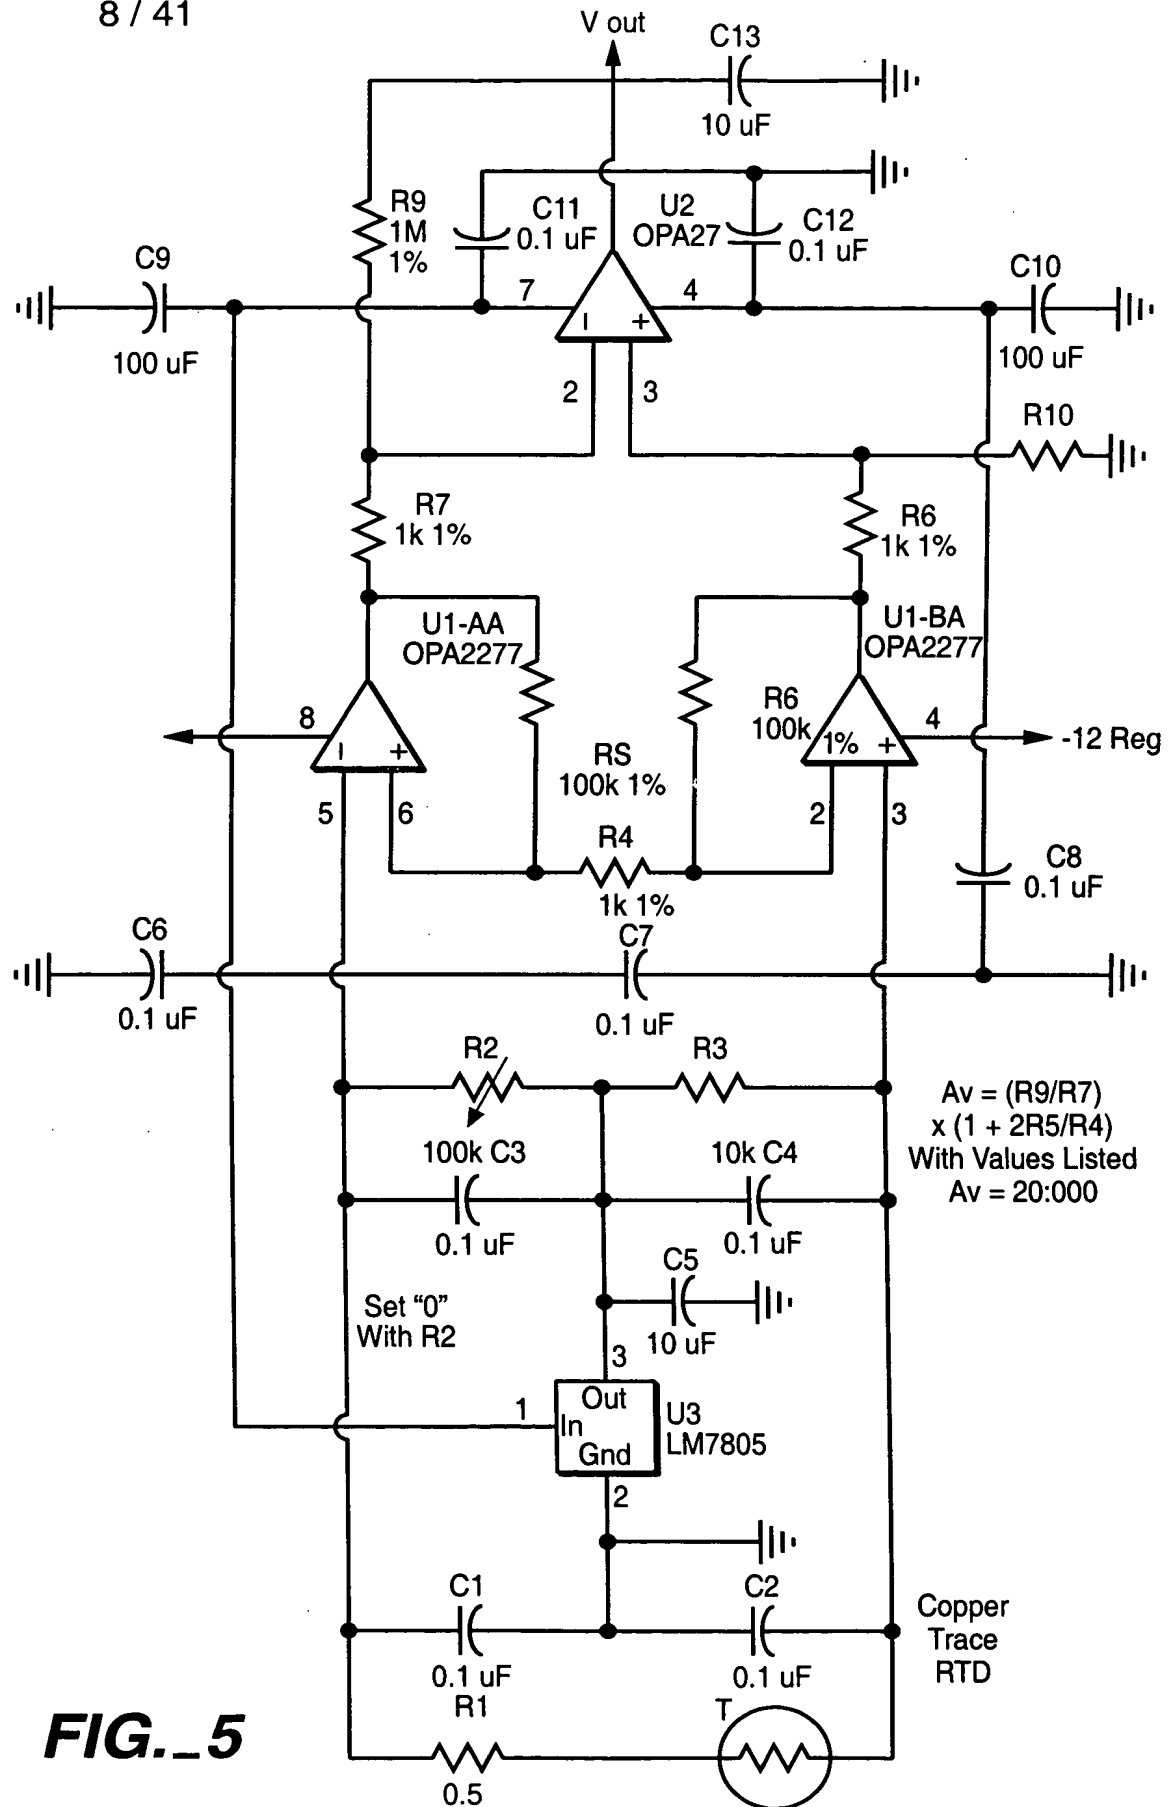 8 / 41
V out
C13
10 uF
R9
1M
1%
C11
0.1 uF
U2
OPA27
C12
0.1 uF
C9
100 uF
7
4
C10
100 uF
I
+
2
3
R10
R7
1k 1%
R6
1k 1%
U1-AA
OPA2277
U1-BA
OPA2277
8
I
+
R6
100k
1%
+
4
-12 Reg
RS
100k 1%
5
6
2
3
R4
1k 1%
C8
0.1 uF
C6
0.1 uF
C7
0.1 uF
R2
R3
100k C3
0.1 uF
10k C4
0.1 uF
Av = (R9/R7)
x (1 + 2R5/R4)
With Values Listed
Av = 20:000
C5
10 uF
Set “0”
With R2
3
Out
1
In
Gnd
U3
LM7805
2
C1
0.1 uF
C2
0.1 uF
Copper
Trace
RTD
R1
0.5
T
FIG._5